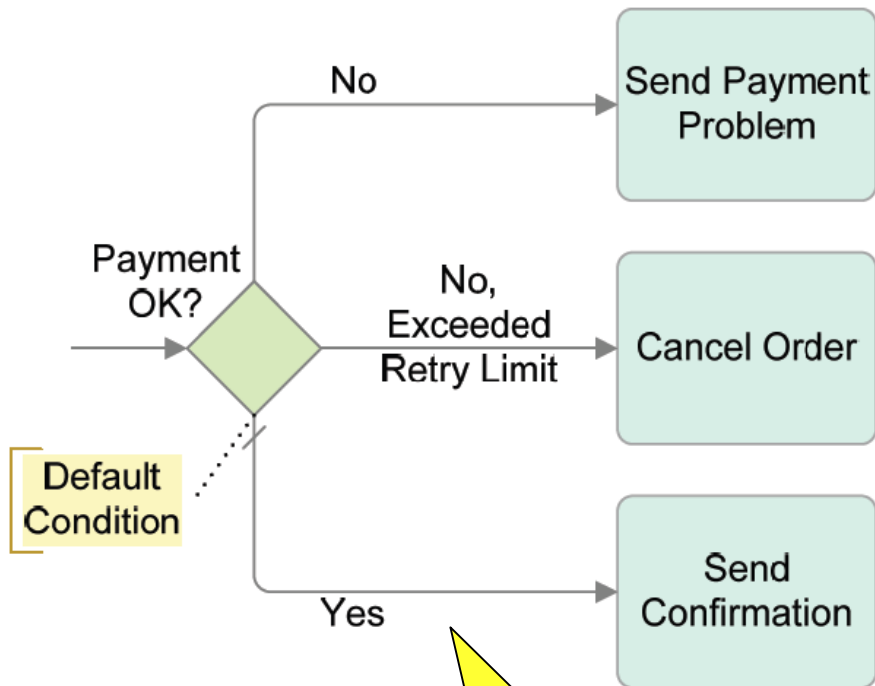 No
Send Payment
Problem
Payment
OK?
No,
Exceeded
Retry Limit
Cancel Order
Default
Condition
Yes
Send
Confirmation